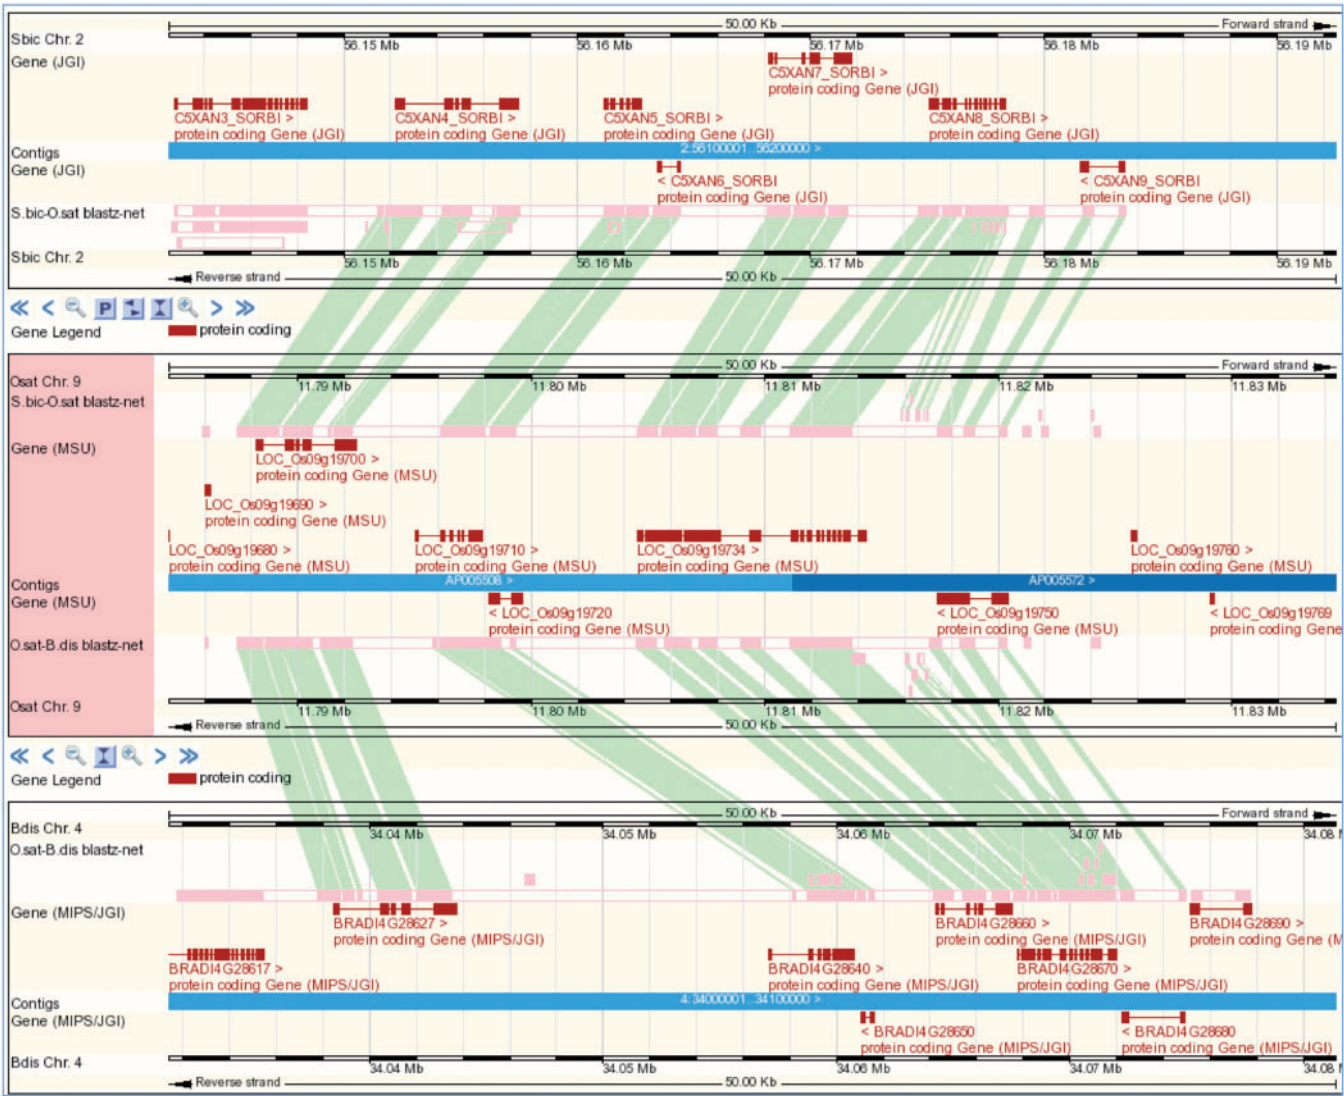 50.00 Kb Forward strand
Sbic Chr. 2
56.15 Mb 56.16 Mb 56.17 Mb 56.18 Mb 56.19 Mb
Gene (JGI)
C5XAN7_SORBI >
protein coding Gene (JGI)
C5XAN3_SORBI > C5XAN4_SORBI > C5XAN5_SORBI > C5XAN8_SORBI >
protein coding Gene (JGI) protein coding Gene (JGI) protein coding Gene (JGI) protein coding Gene (JGI)
Contigs 2:56100001..56200000 >
Gene (JGI)
< C5XAN6_SORBI < C5XAN9_SORBI
protein coding Gene (JGI) protein coding Gene (JGI)
S.bic-O.sat blastz-net
Sbic Chr. 2
56.15 Mb 56.16 Mb 56.17 Mb 56.18 Mb 56.19 Mb
Reverse strand 50.00 Kb
P
Gene Legend protein coding
50.00 Kb Forward strand
Osat Chr. 9
11.79 Mb 11.80 Mb 11.81 Mb 11.82 Mb 11.83 Mb
S.bic-O.sat blastz-net
Gene (MSU)
LOC_Os09g19700 >
protein coding Gene (MSU)
LOC_Os09g19690 >
protein coding Gene (MSU)
LOC_Os09g19680 > LOC_Os09g19710 > LOC_Os09g19734 > LOC_Os09g19760 >
protein coding Gene (MSU) protein coding Gene (MSU) protein coding Gene (MSU) protein coding Gene (MSU)
Contigs AP005508 > AP005572 >
Gene (MSU)
< LOC_Os09g19720 < LOC_Os09g19750 < LOC_Os09g19769
protein coding Gene (MSU) protein coding Gene (MSU) protein coding Gene
O.sat-B.dis blastz-net
Osat Chr. 9
11.79 Mb 11.80 Mb 11.81 Mb 11.82 Mb 11.83 Mb
Reverse strand 50.00 Kb
Gene Legend protein coding
50.00 Kb Forward strand
Bdis Chr. 4
34.04 Mb 34.05 Mb 34.06 Mb 34.07 Mb 34.08
O.sat-B.dis blastz-net
Gene (MIPS/JGI)
BRADI4G28627 > BRADI4G28660 > BRADI4G28690 >
protein coding Gene (MIPS/JGI) protein coding Gene (MIPS/JGI) protein coding Gene (M
BRADI4G28617 > BRADI4G28640 > BRADI4G28670 >
protein coding Gene (MIPS/JGI) protein coding Gene (MIPS/JGI) protein coding Gene (MIPS/JGI)
Contigs 4:34000001..34100000 >
Gene (MIPS/JGI)
< BRADI4G28650 < BRADI4G28680
protein coding Gene (MIPS/JGI) protein coding Gene (MIPS/JGI)
Bdis Chr. 4
34.04 Mb 34.05 Mb 34.06 Mb 34.07 Mb 34.08
Reverse strand 50.00 Kb